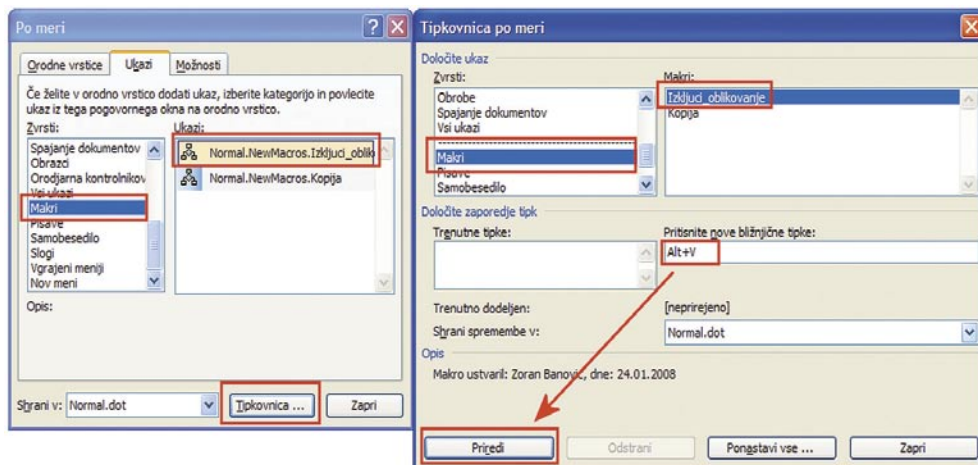 Po meri
Orodne vrstice Ukazi Možnosti
Če želite v orodno vrstico dodati ukaz, izberite kategorijo in povlecite
ukaz iz tega pogovornega okna na orodno vrstico.
Zvrsti: Ukazi:
Spajanje dokumentov
Obrazci
Orodjarna kontrolnikov
Vsi ukazi
Makri
Pisave
Samobesedilo
Slogi
Vgrajeni meniji
Nov meni
Normal.NewMacros.Izkljuci_oblik
Normal.NewMacros.Kopija
Opis:
Shrani v: Normal.dot Tipkovnica ... Zapri
Tipkovnica po meri
Določite ukaz
Zvrsti: Makri:
Obrobe
Spajanje dokumentov
Vsi ukazi
Makri
Pisave
Samobesedilo
Izkljuci_oblikovanje
Kopija
Določite zaporedje tipk
Trenutne tipke: Pritisnite nove bližnjične tipke:
Alt+V
Trenutno dodeljen: [neprirejeno]
Shrani spremembe v: Normal.dot
Opis
Makro ustvaril: Zoran Banovič, dne: 24.01.2008
Priredi Odstrani Ponastavi vse ... Zapri